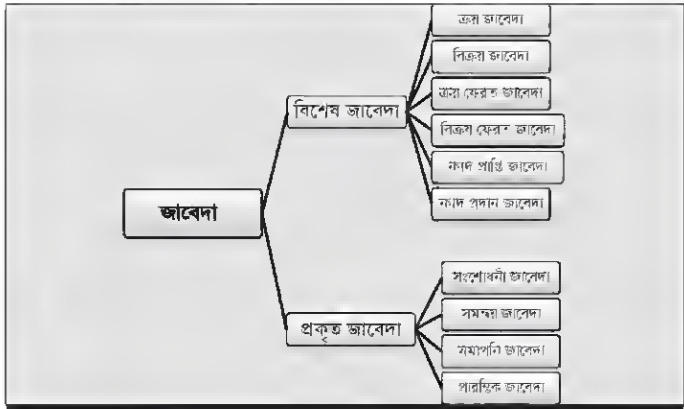 ক্রয় জাবেদা
বিক্রয় জাবেদা
ক্রয় ফেরত জাবেদা
বিক্রয় ফেরত জাবেদা
নগদ প্রাপ্তি জাবেদা
নগদ প্রদান জাবেদা
বিশেষ জাবেদা
জাবেদা
প্রকৃত জাবেদা
সংশোধনী জাবেদা
সমন্বয় জাবেদা
সমাপনি জাবেদা
প্রারম্ভিক জাবেদা